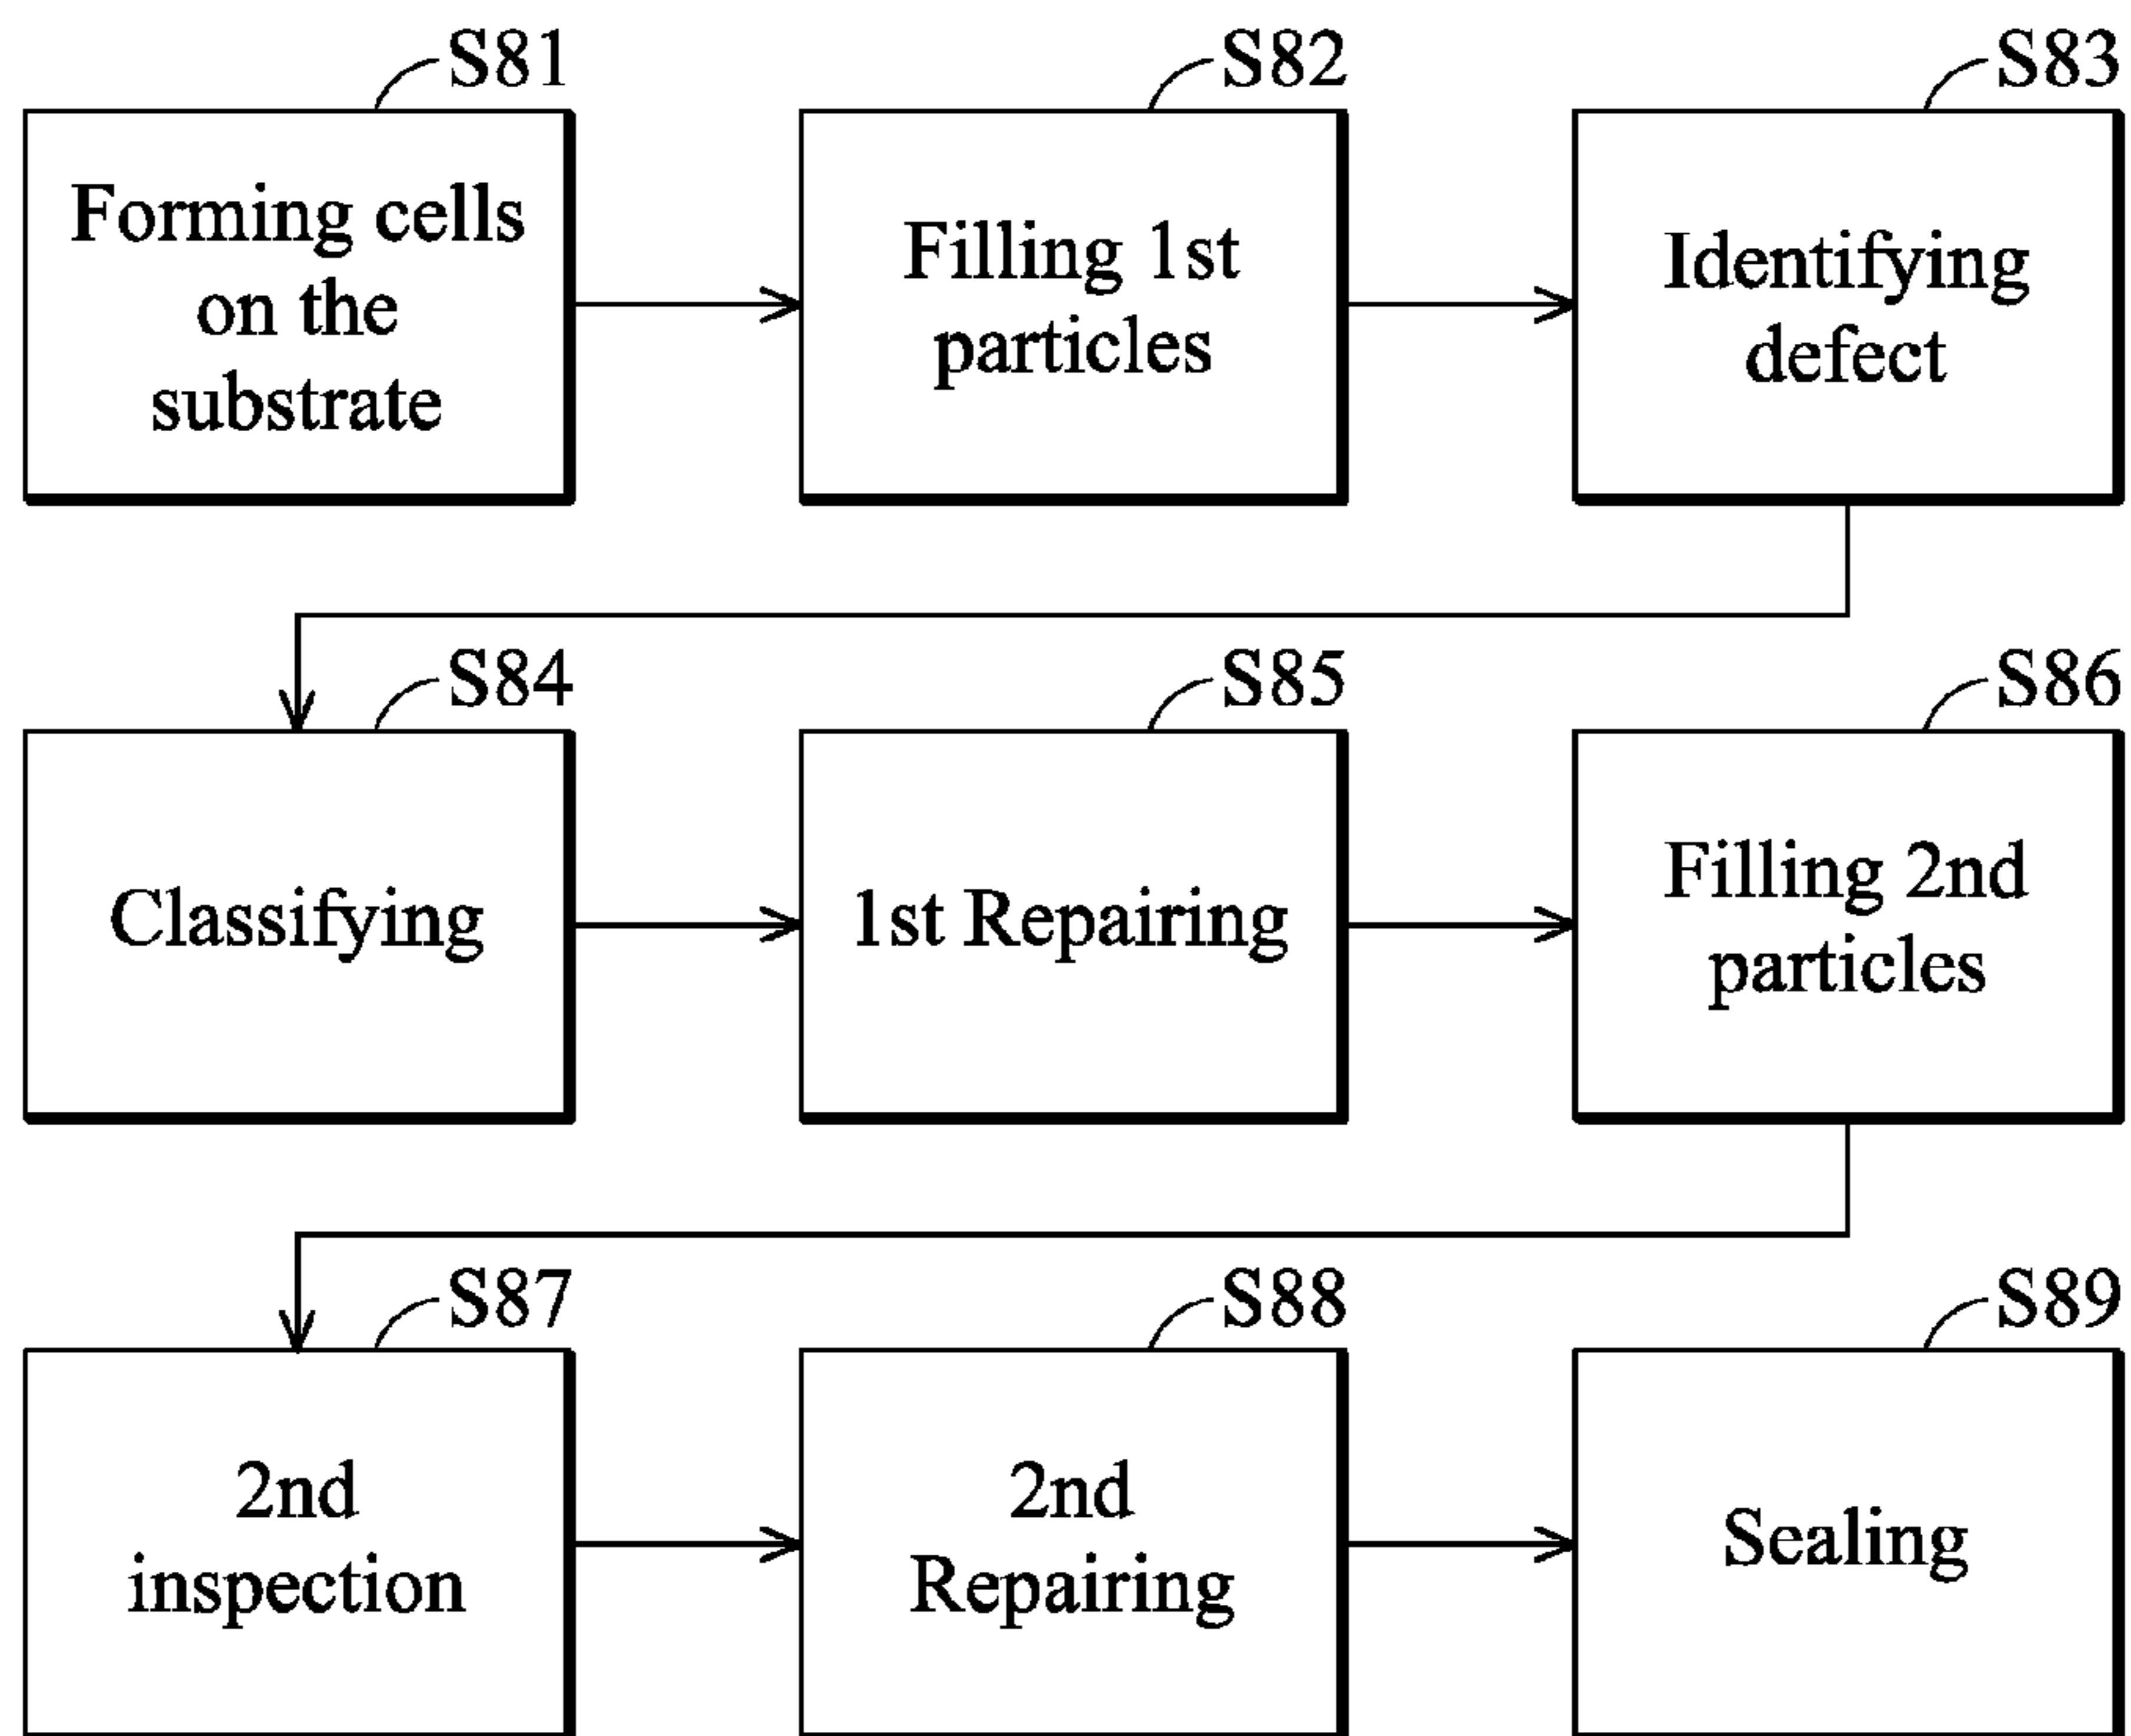 S81
Forming cells
on the
substrate
S82
Filling 1st
particles
S83
Identifying
defect
S84
Classifying
S85
1st Repairing
S86
Filling 2nd
particles
S87
2nd
inspection
S88
2nd
Repairing
S89
Sealing